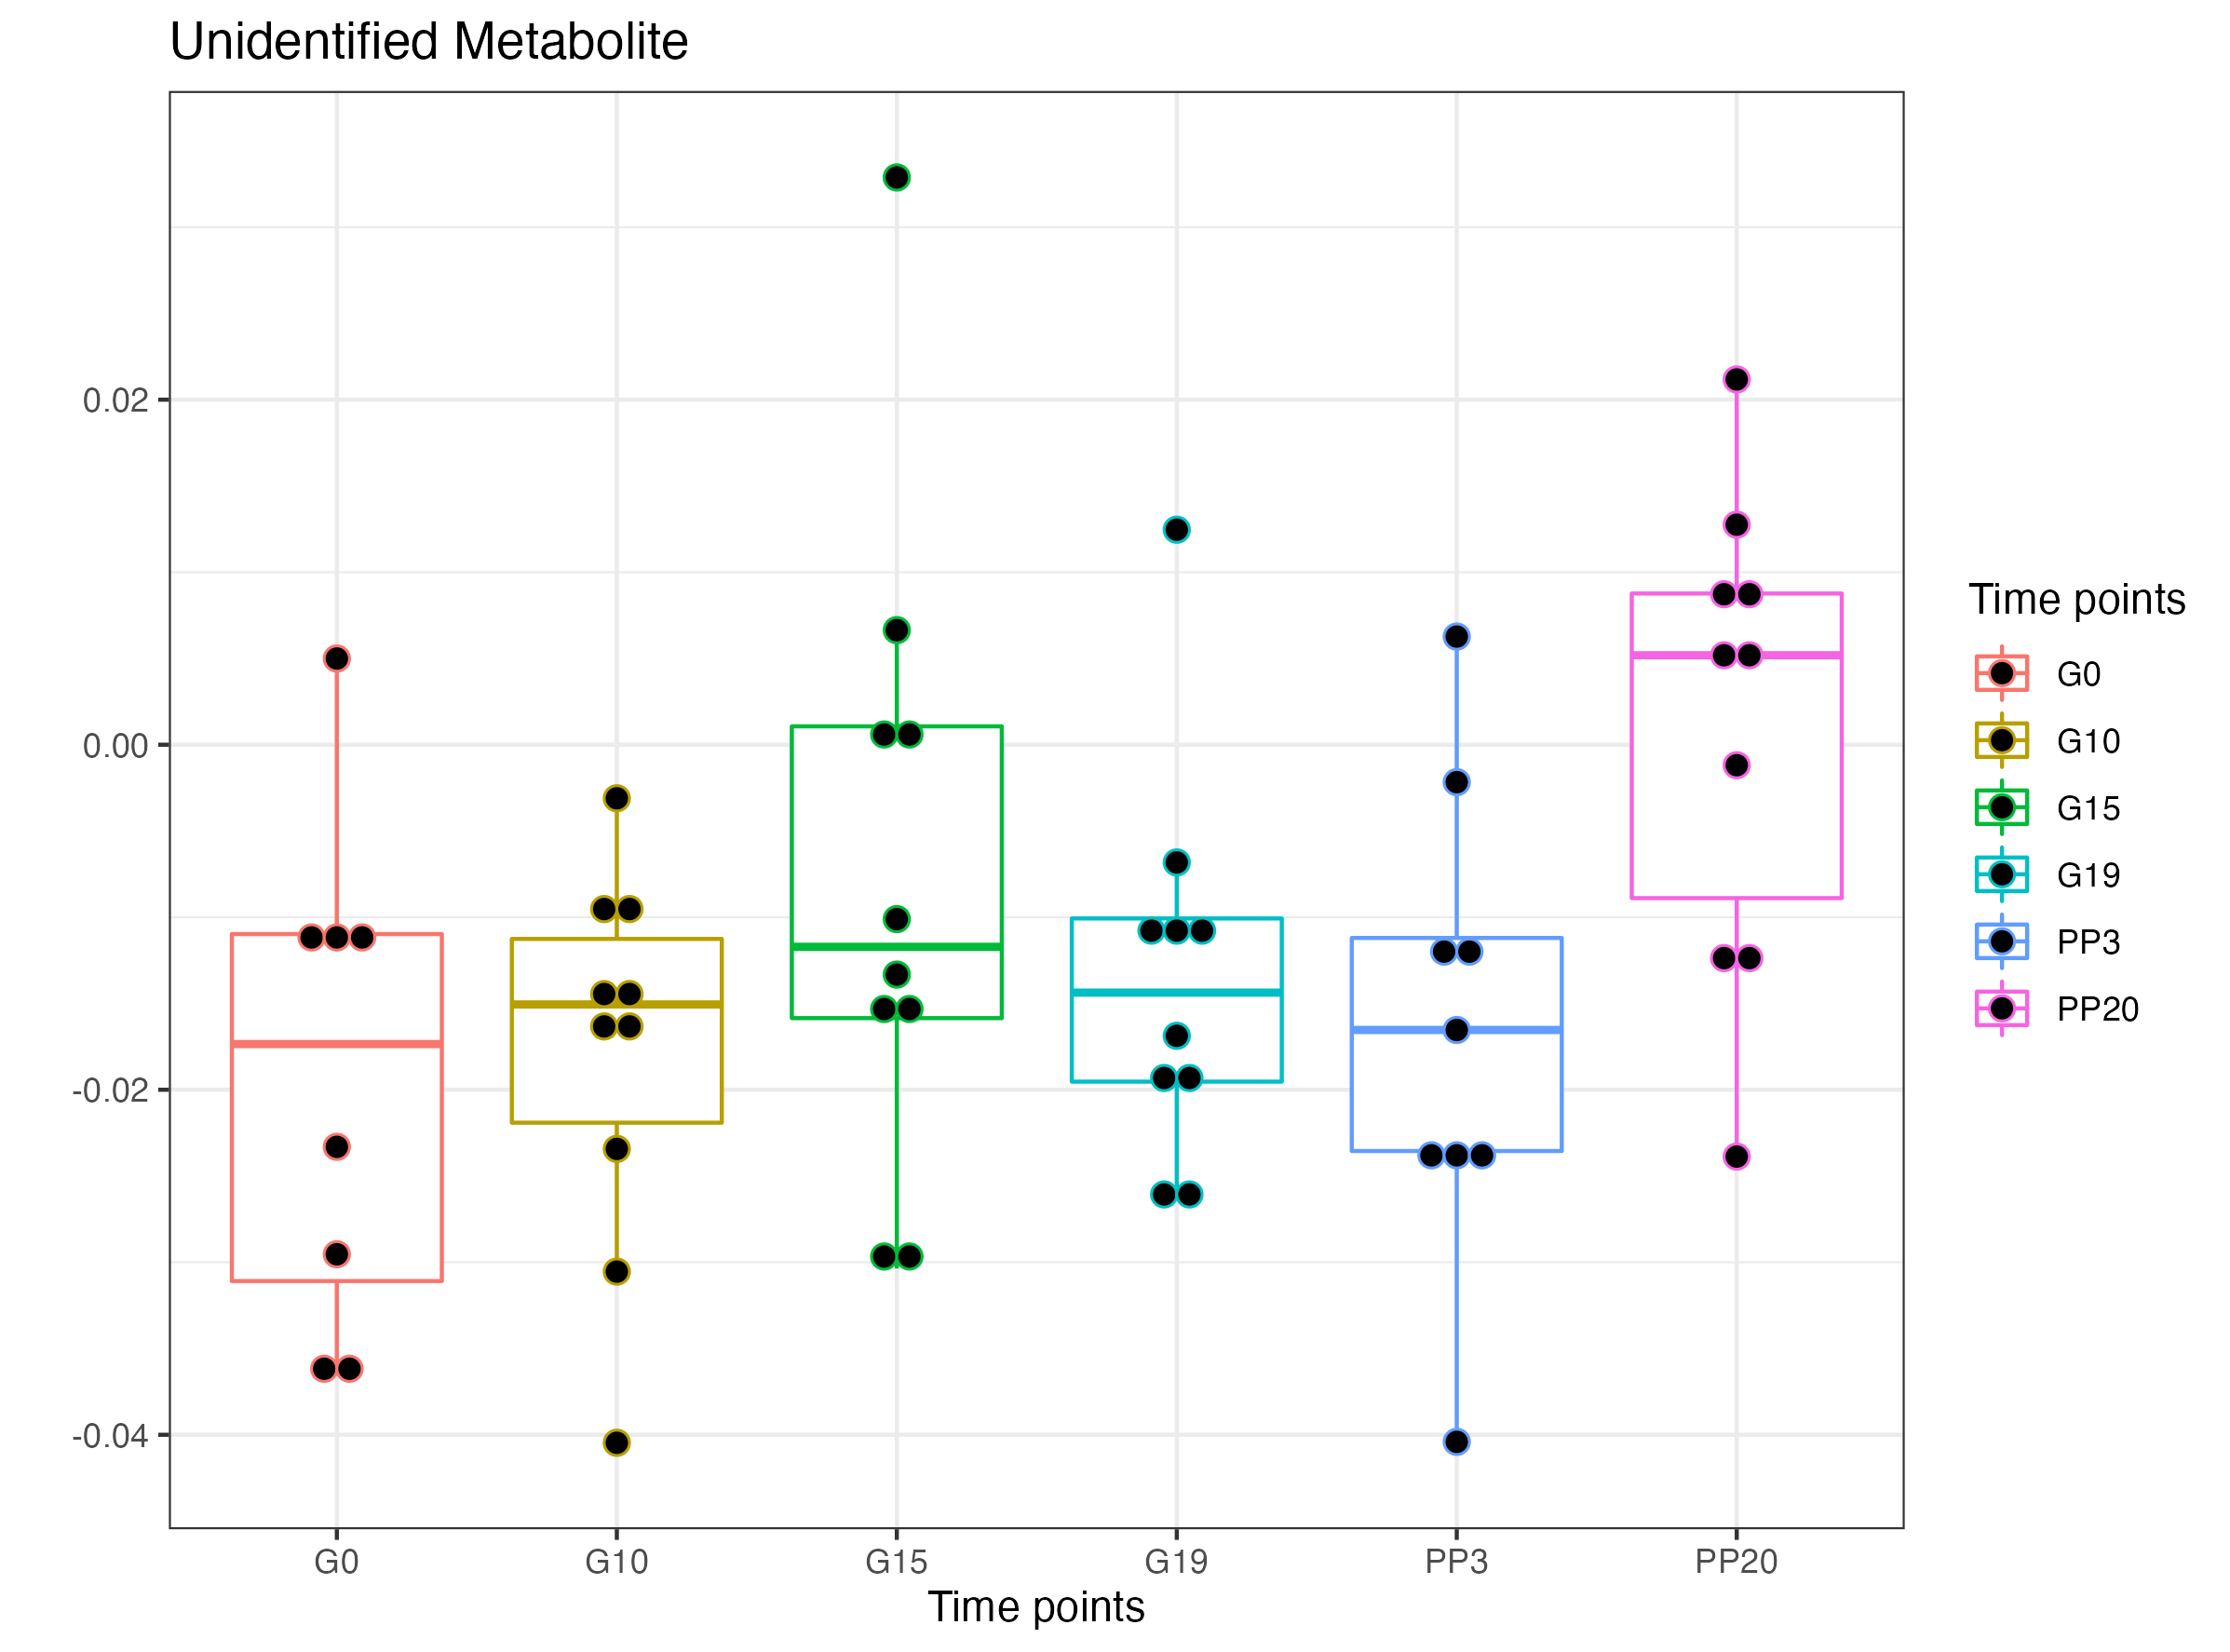 Unidentified Metabolite
0.02
0.00
-0.02
-0.04
G0 G10 G15 G19 PP3 PP20
Time points
Time points
G0
G10
G15
G19
PP3
PP20